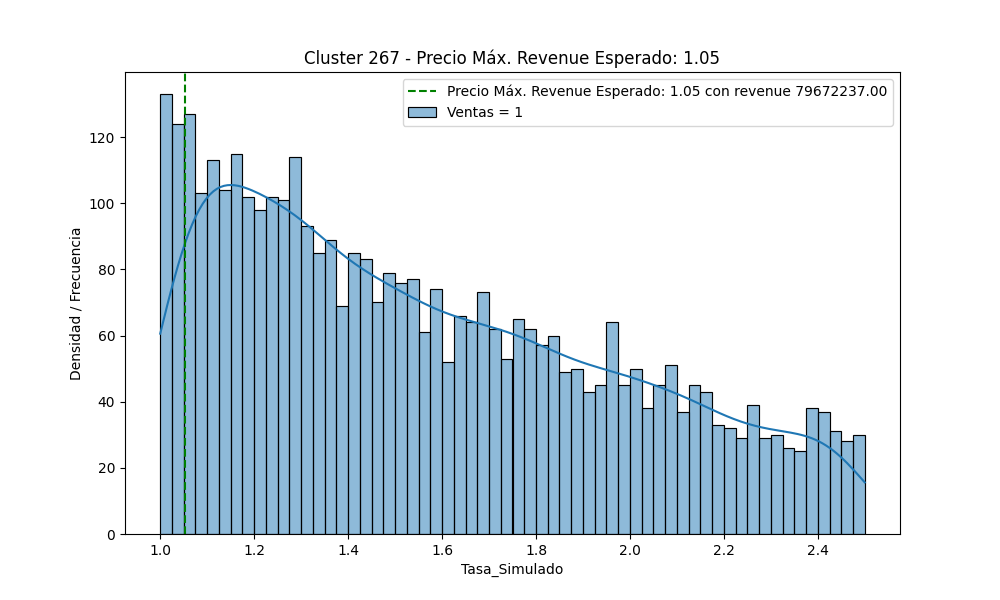 Cluster 267 - Precio Máx. Revenue Esperado: 1.05
Precio Máx. Revenue Esperado: 1.05 con revenue 79672237.00
Ventas = 1
Densidad / Frecuencia
120
100
80
60
40
20
0
1.0 1.2 1.4 1.6 1.8 2.0 2.2 2.4
Tasa_Simulado